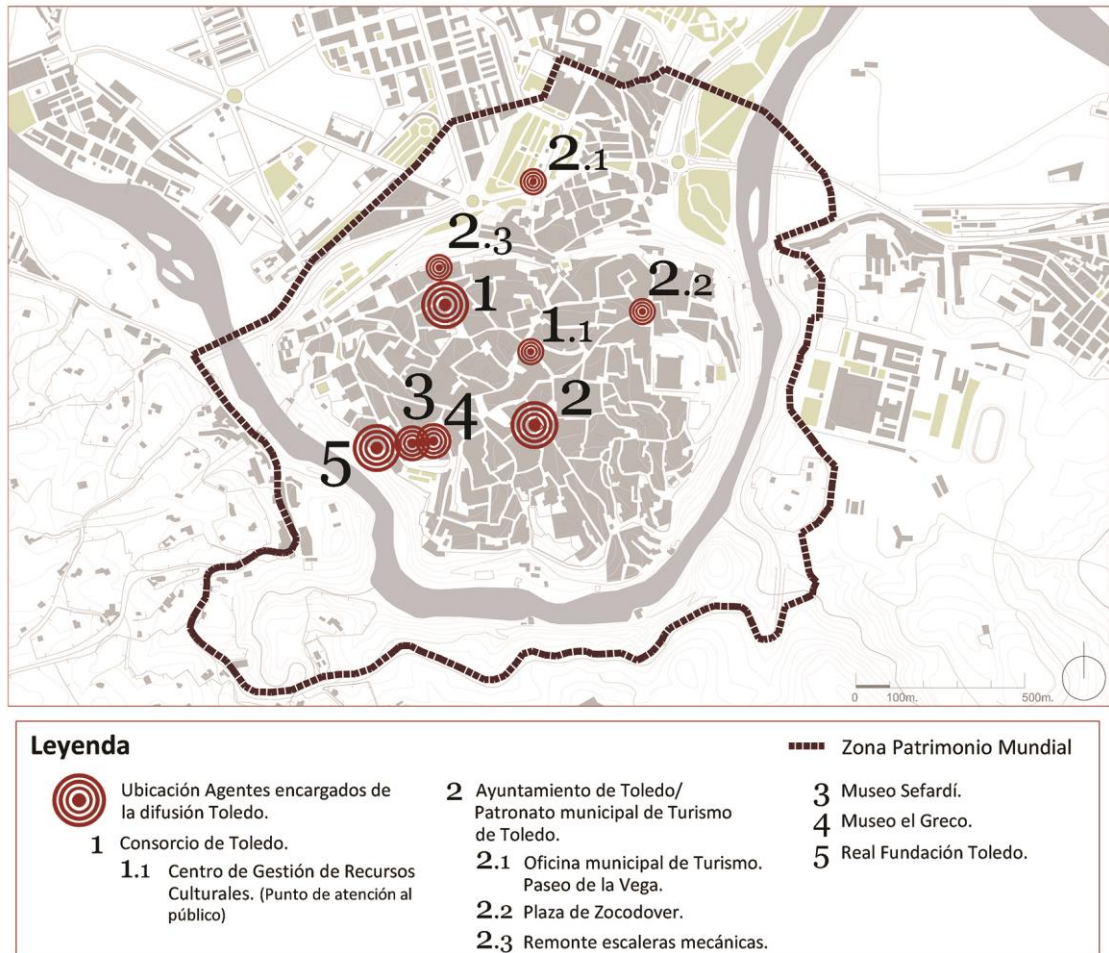 2.1
2.3
2.2
1
1.1
3
4
2
5
0 100m. 500m.
Leyenda
Ubicación Agentes encargados de
la difusión Toledo.
1 Consorcio de Toledo.
1.1 Centro de Gestión de Recursos
Culturales. (Punto de atención al
público)
2 Ayuntamiento de Toledo/
Patronato municipal de Turismo
de Toledo.
2.1 Oficina municipal de Turismo.
Paseo de la Vega.
2.2 Plaza de Zocodover.
2.3 Remonte escaleras mecánicas.
Zona Patrimonio Mundial
3 Museo Sefardí.
4 Museo el Greco.
5 Real Fundación Toledo.